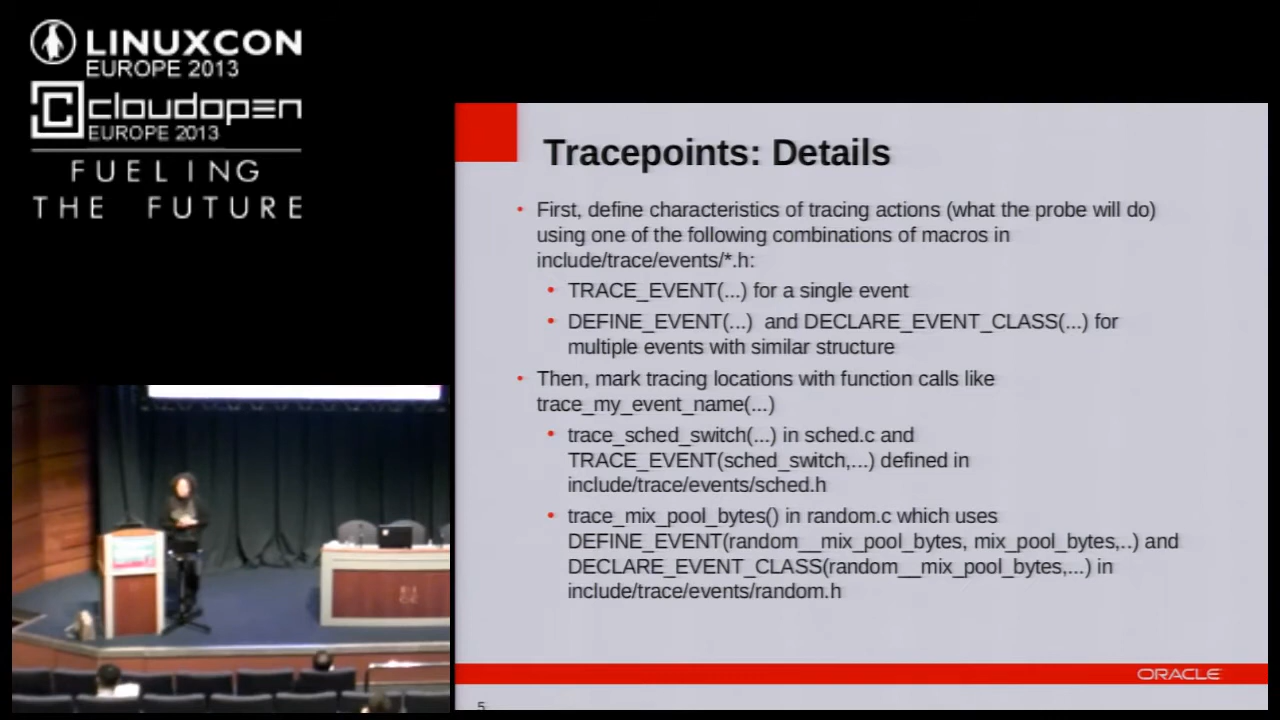 LINUXCON
EUROPE 2013
cloudopen
EUROPE 2013
FUELING
THE FUTURE
Tracepoints: Details
• First, define characteristics of tracing actions (what the probe will do)
using one of the following combinations of macros in
include/trace/events/*.h:
• TRACE_EVENT(...) for a single event
• DEFINE_EVENT(...) and DECLARE_EVENT_CLASS(...) for
multiple events with similar structure
• Then, mark tracing locations with function calls like
trace_my_event_name(...)
• trace_sched_switch(...) in sched.c and
TRACE_EVENT(sched_switch,...) defined in
include/trace/events/sched.h
• trace_mix_pool_bytes() in random.c which uses
DEFINE_EVENT(random__mix_pool_bytes, mix_pool_bytes,..) and
DECLARE_EVENT_CLASS(random__mix_pool_bytes,...) in
include/trace/events/random.h
ORACLE
5